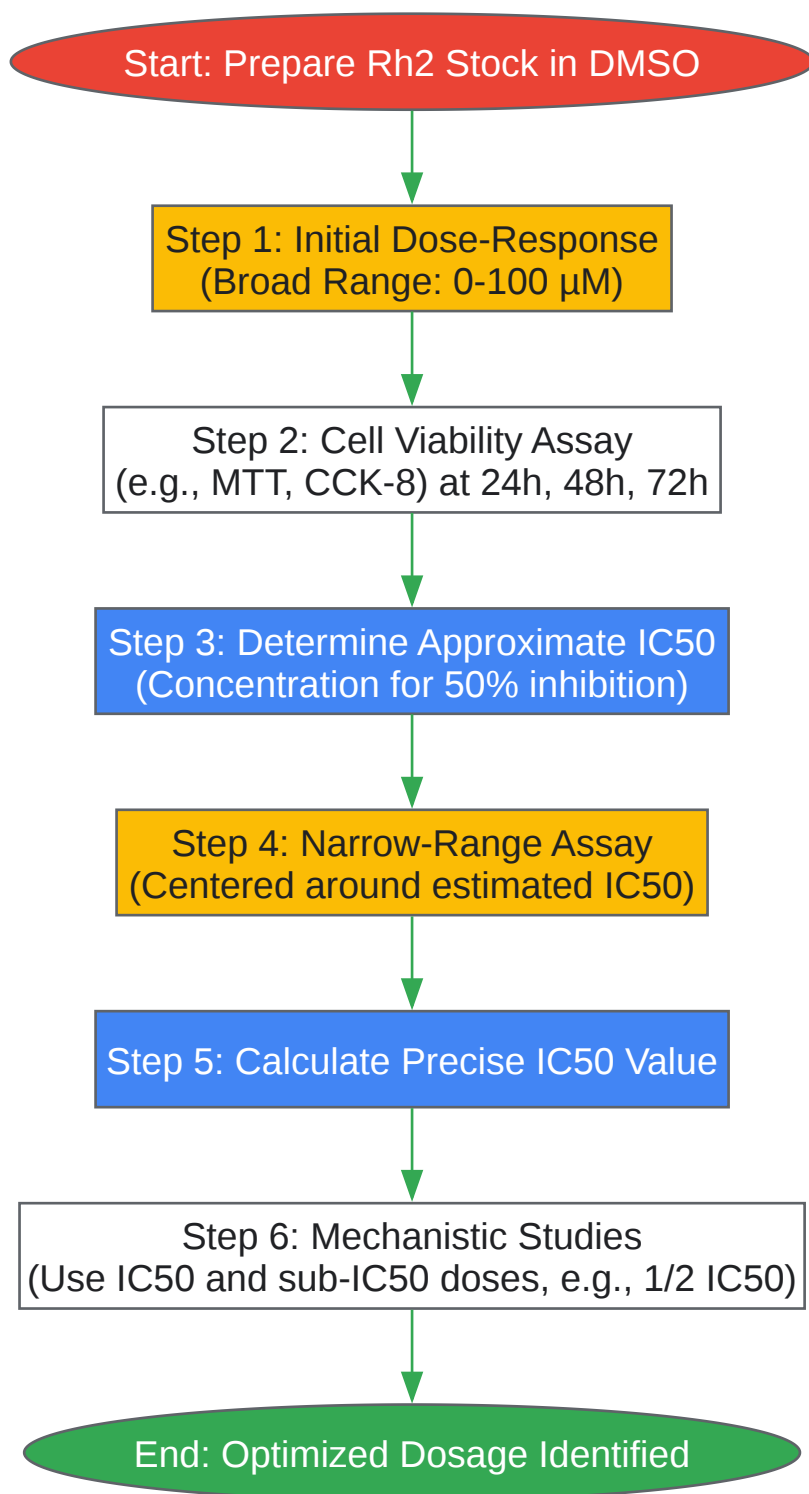 Start: Prepare Rh2 Stock in DMSO
Step 1: Initial Dose-Response
(Broad Range: 0-100 µM)
Step 2: Cell Viability Assay
(e.g., MTT, CCK-8) at 24h, 48h, 72h
Step 3: Determine Approximate IC50
(Concentration for 50% inhibition)
Step 4: Narrow-Range Assay
(Centered around estimated IC50)
Step 5: Calculate Precise IC50 Value
Step 6: Mechanistic Studies
(Use IC50 and sub-IC50 doses, e.g., 1/2 IC50)
End: Optimized Dosage Identified